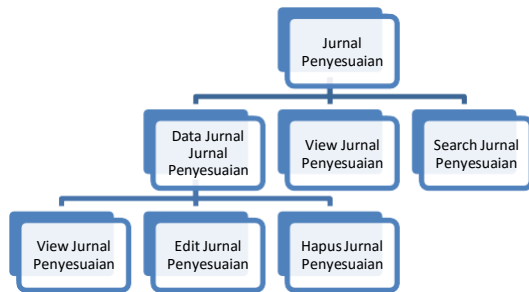 Jurnal
Penyesuaian
Data Jurnal
Jurnal
Penyesuaian
View Jurnal
Penyesuaian
Search Jurnal
Penyesuaian
View Jurnal
Penyesuaian
Edit Jurnal
Penyesuaian
Hapus Jurnal
Penyesuaian